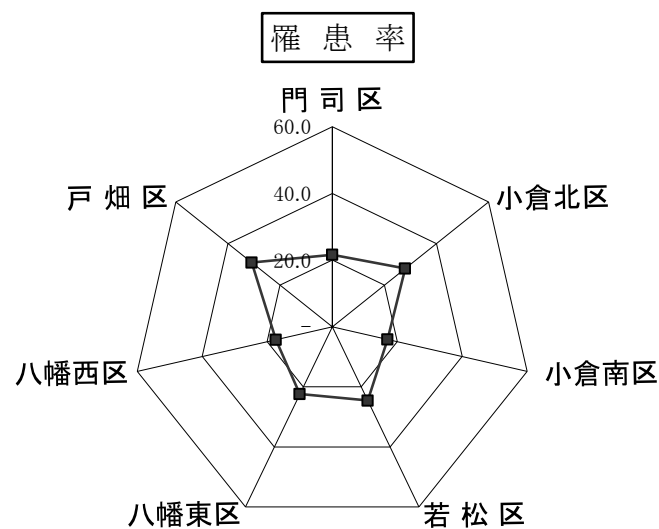 罹 患 率
門 司 区
60.0
戸 畑 区
40.0
小倉北区
20.0
-
八幡西区
小倉南区
八幡東区
若 松 区